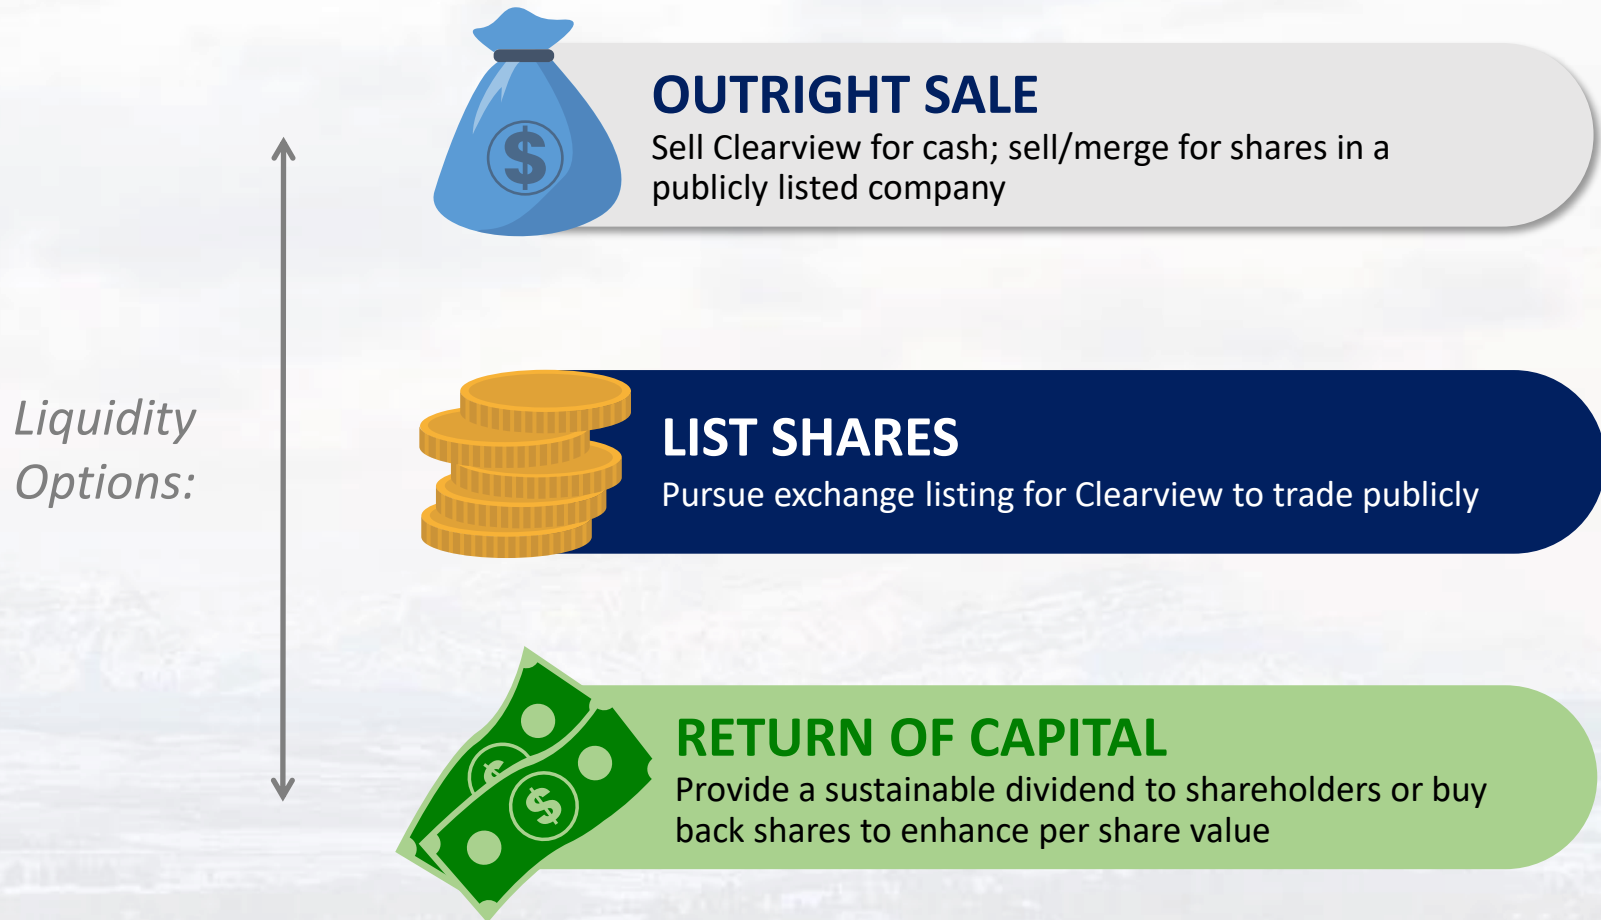 OUTRIGHT SALE
Sell Clearview for cash; sell/merge for shares in a
publicly listed company
Liquidity
Options:
LIST SHARES
Pursue exchange listing for Clearview to trade publicly
RETURN OF CAPITAL
Provide a sustainable dividend to shareholders or buy
back shares to enhance per share value
$
$
$